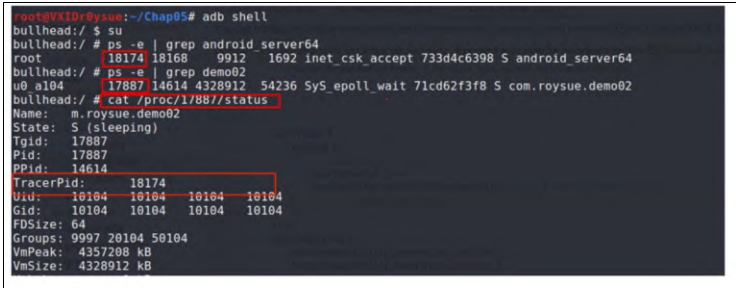 root@VXIDr0ysue:~/Chap05# adb shell
bullhead:/ $ su
bullhead:/ # ps -e | grep android_server64
root 18174 18168 9912 1692 inet_csk_accept 733d4c6398 S android_server64
bullhead:/ # ps -e | grep demo02
u0_a104 17887 14614 4328912 54236 SyS_epoll_wait 71cd62f3f8 S com.roysue.demo02
bullhead:/ # cat /proc/17887/status
Name: m.roysue.demo02
State: S (sleeping)
Tgid: 17887
Pid: 17887
PPid: 14614
TracerPid: 18174
Uid: 10104 10104 10104 10104
Gid: 10104 10104 10104 10104
FDSize: 64
Groups: 9997 20104 50104
VmPeak: 4357208 kB
VmSize: 4328912 kB